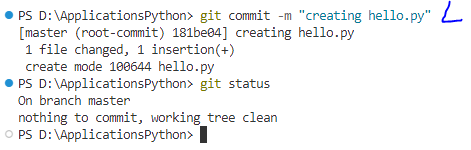 PS D:\ApplicationsPython> git commit -m "creating hello.py"
[master (root-commit) 181be04] creating hello.py
 1 file changed, 1 insertion(+)
 create mode 100644 hello.py
PS D:\ApplicationsPython> git status
On branch master
nothing to commit, working tree clean
PS D:\ApplicationsPython>